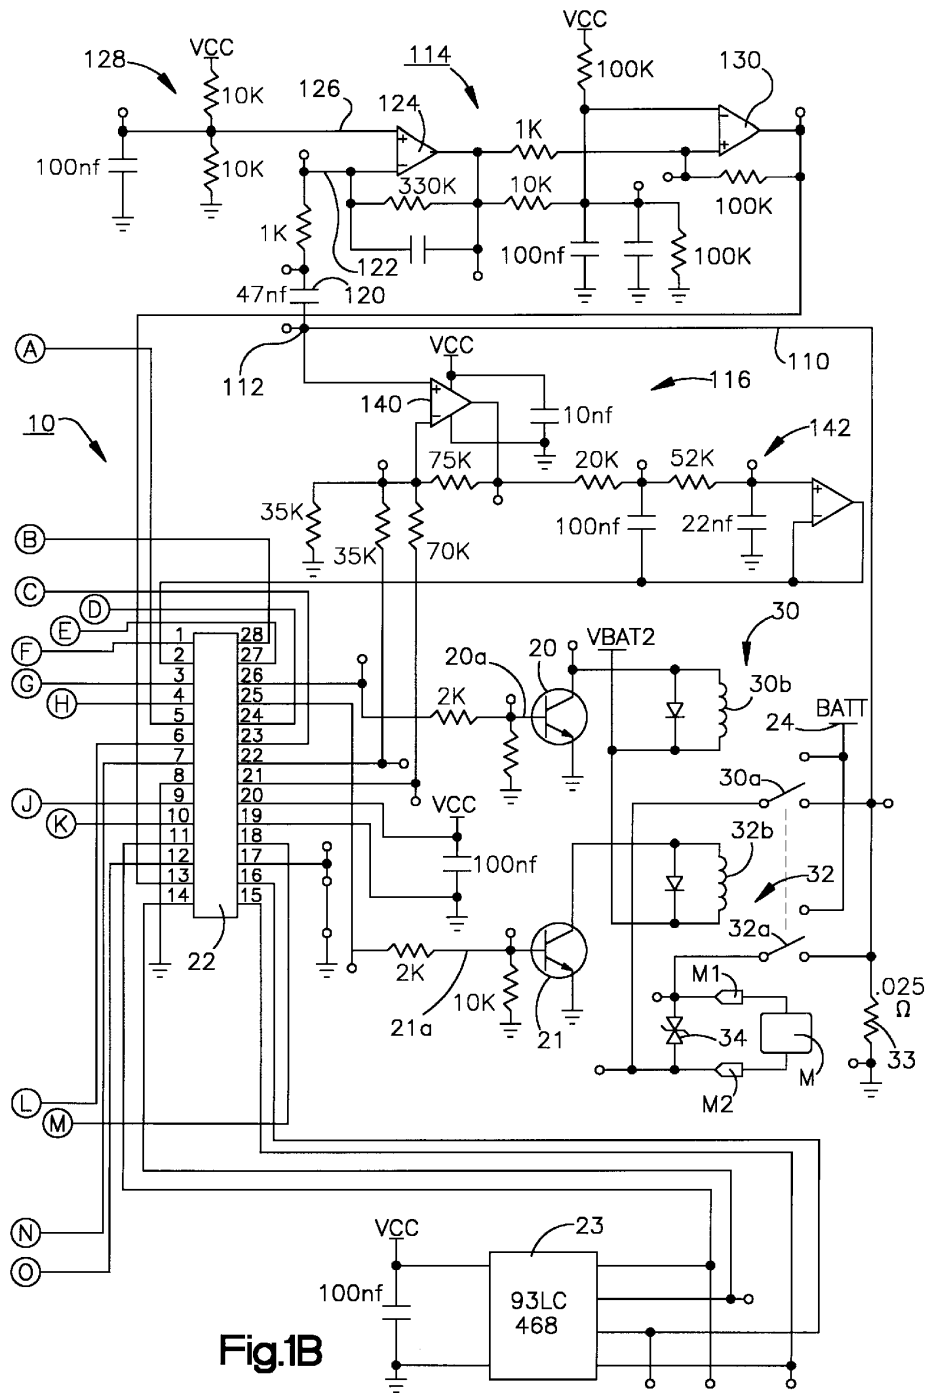 VCC
VCC
128
114
130
10K
126
124
100K
1K
100nf
10K
330K
10K
100K
1K
122
100nf
100K
47nf
120
A
112
VCC
110
116
10
140
10nf
142
75K
20K
52K
35K
35K
70K
100nf
22nf
B
C
D
E
F
G
H
1 28
2 27
3 26
4 25
5 24
6 23
7 22
8 21
9 20
10 19
11 18
12 17
13 16
14 15
J
K
20a
20
VBAT2
30
2K
30b
BATT
24
30a
VCC
100nf
32b
32
32a
22
2K
21a
10K
21
M1
.025
Ω
34
M
33
M2
L
M
N
O
VCC
23
100nf
93LC
468
Fig.1B